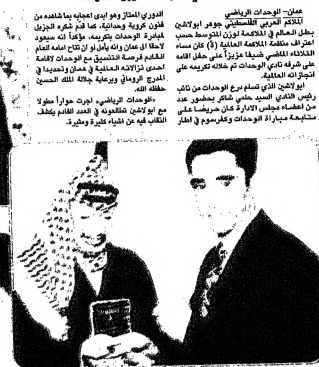 عمان- الوحدات الرياضي
الملاكم العربي الفلسطيني جوهر ابولاشين
بطل العالم في الملاكمة لوزن المتوسط حسب
اعتراف منظمة الملاكمة العالمية كان مساء
الثلاثاء الماضي ضيفا عزيزاً على حفل اقامه
على شرفه نادي الوحدات تم خلاله تكريمه على
انجازاته العالمية.
ابولاشين الذي تسلم درع الوحدات من نائب
رئيس النادي السيد حلمي شاكر بحضور عدد
من اعضاء مجلس الادارة كان حريصا على
متابعة مباراة الوحدات وكفرسوم في اطار
الدوري الممتاز وهو ابدى اعجابه بما شاهده من
فنون كروية وحدانية، كما قدم شكره الجزيل
لمبادرة الوحدات بتكريمه، مؤكداً انه سيعود
لاحقا الى عمان وانه يأمل لو ان تتاح امامه العام
القادم فرصة التنسيق مع الوحدات لاقامة
احدى نزالاته العالمية في عمان وتحديدا في
المدرج الروماني وبرعاية جلالة الملك الحسين
حفظه الله.
«الوحدات الرياضي» اجرت حواراً مطولا
مع ابولاشين تطالعونه في العدد القادم يكشف
النقاب فيه عن اشياء كثيرة ومثيرة.